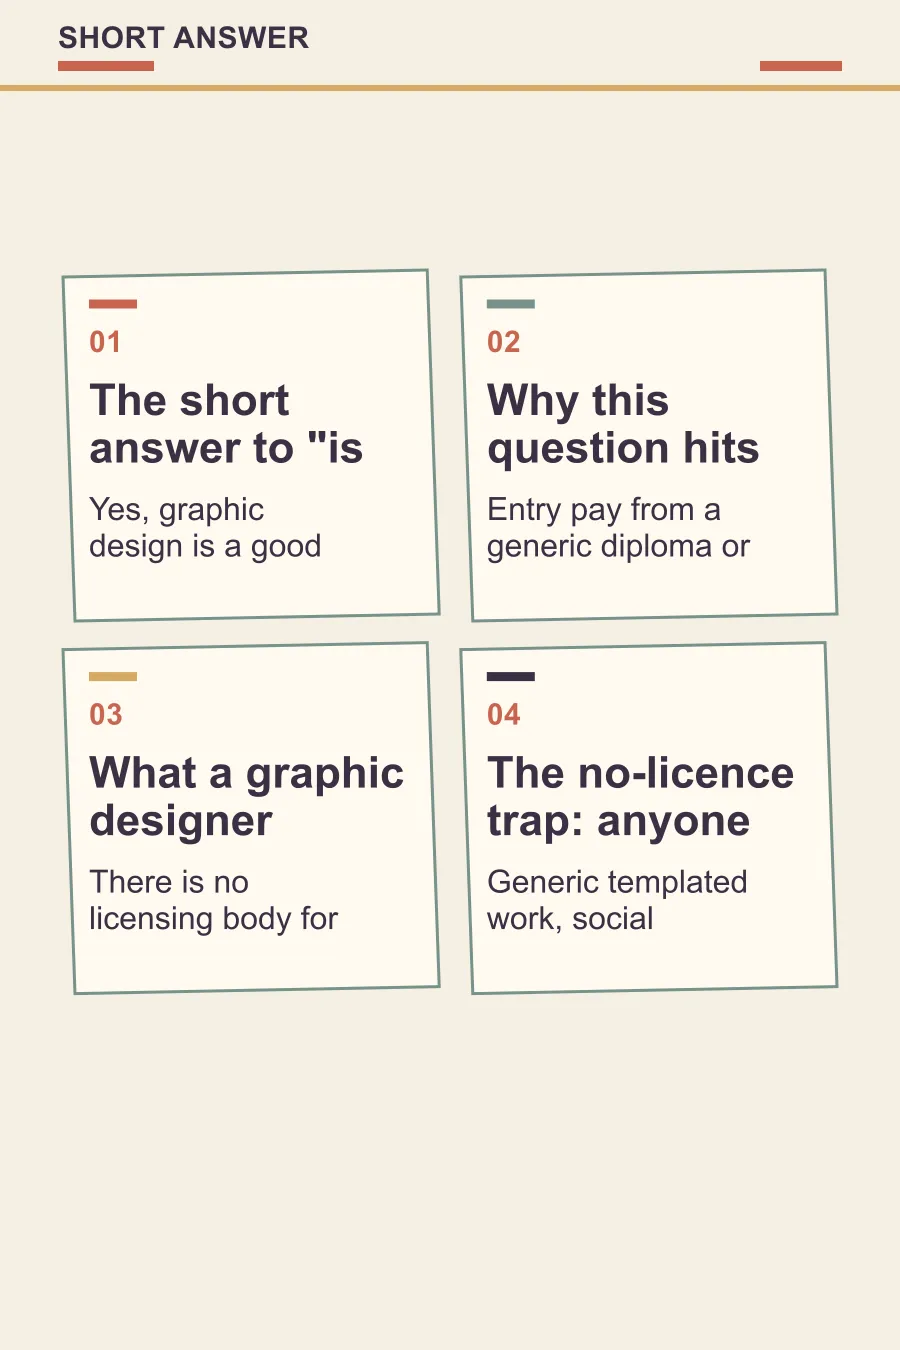 SHORT ANSWER
01
The short
answer to "is
Yes, graphic
design is a good
02
Why this
question hits
Entry pay from a
generic diploma or
03
What a graphic
designer
There is no
licensing body for
04
The no-licence
trap: anyone
Generic templated
work, social